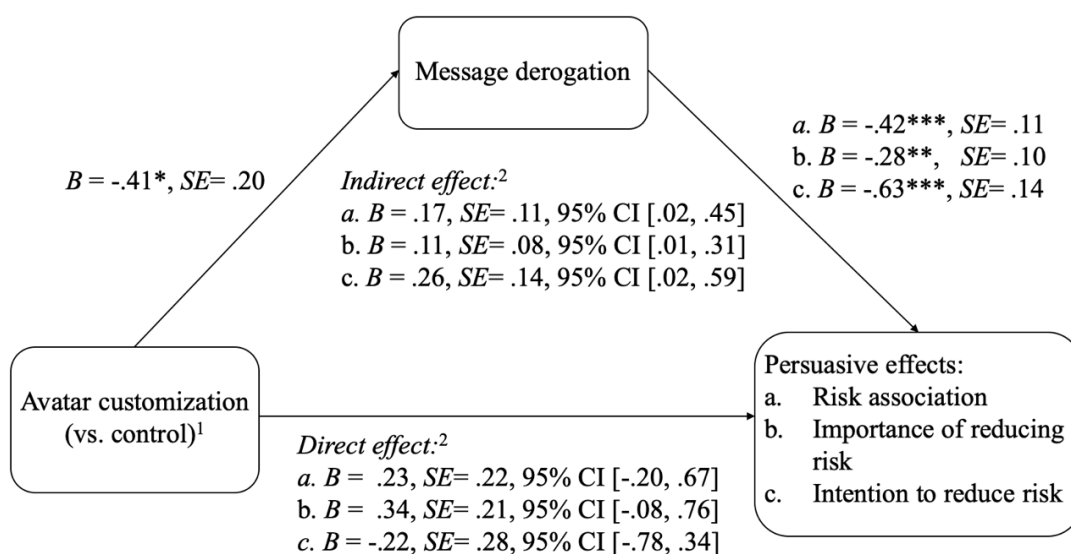 Message derogation
a. B = -.42***, SE= .11
b. B = -.28**, SE= .10
c. B = -.63***, SE= .14
B = -.41*, SE= .20
Indirect effect:2
a. B = .17, SE= .11, 95% CI [.02, .45]
b. B = .11, SE= .08, 95% CI [.01, .31]
c. B = .26, SE= .14, 95% CI [.02, .59]
Avatar customization
(vs. control)1
Persuasive effects:
a. Risk association
b. Importance of reducing
risk
c. Intention to reduce risk
Direct effect:2
a. B = .23, SE= .22, 95% CI [-.20, .67]
b. B = .34, SE= .21, 95% CI [-.08, .76]
c. B = -.22, SE= .28, 95% CI [-.78, .34]